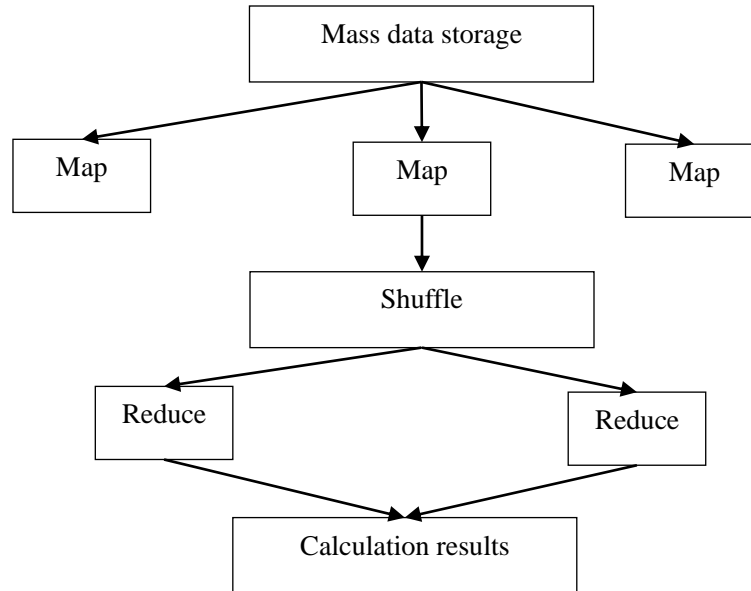 Mass data storage
Map
Map
Map
Shuffle
Reduce
Reduce
Calculation results